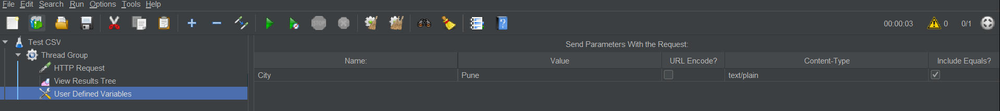 File Edit Search Run Options Tools Help
STOP
00:00:03 0 0/1
Test CSV
Thread Group
HTTP Request
View Results Tree
User Defined Variables
Send Parameters With the Request:
Name: Value URL Encode? Content-Type Include Equals?
City Pune text/plain